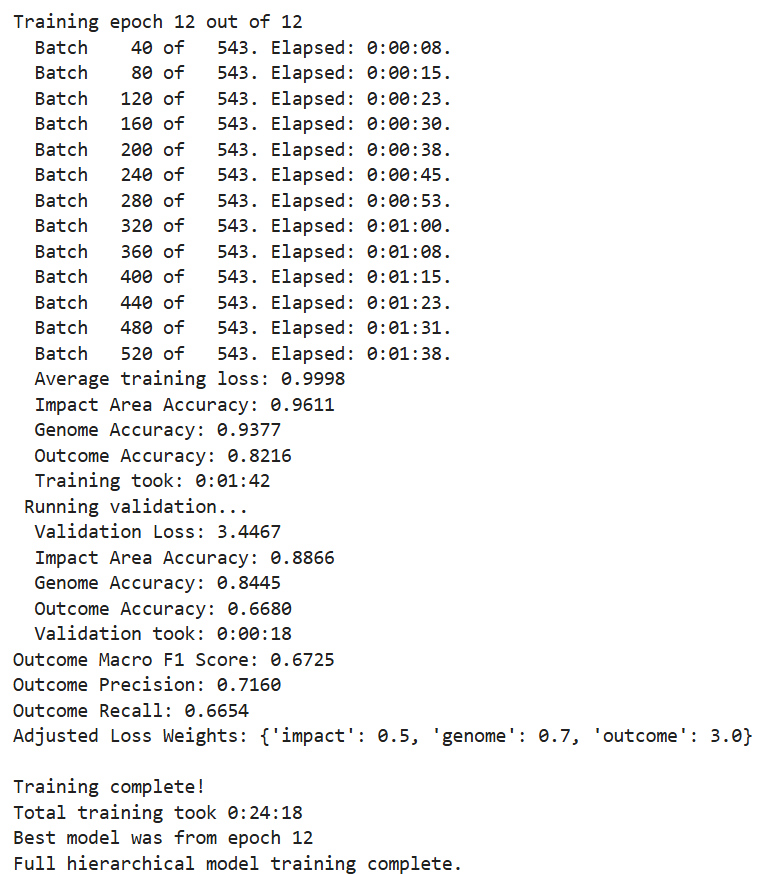 Training epoch 12 out of 12
  Batch    40 of   543. Elapsed: 0:00:08.
  Batch    80 of   543. Elapsed: 0:00:15.
  Batch   120 of   543. Elapsed: 0:00:23.
  Batch   160 of   543. Elapsed: 0:00:30.
  Batch   200 of   543. Elapsed: 0:00:38.
  Batch   240 of   543. Elapsed: 0:00:45.
  Batch   280 of   543. Elapsed: 0:00:53.
  Batch   320 of   543. Elapsed: 0:01:00.
  Batch   360 of   543. Elapsed: 0:01:08.
  Batch   400 of   543. Elapsed: 0:01:15.
  Batch   440 of   543. Elapsed: 0:01:23.
  Batch   480 of   543. Elapsed: 0:01:31.
  Batch   520 of   543. Elapsed: 0:01:38.
  Average training loss: 0.9998
  Impact Area Accuracy: 0.9611
  Genome Accuracy: 0.9377
  Outcome Accuracy: 0.8216
  Training took: 0:01:42
 Running validation...
  Validation Loss: 3.4467
  Impact Area Accuracy: 0.8866
  Genome Accuracy: 0.8445
  Outcome Accuracy: 0.6680
  Validation took: 0:00:18
Outcome Macro F1 Score: 0.6725
Outcome Precision: 0.7160
Outcome Recall: 0.6654
Adjusted Loss Weights: {'impact': 0.5, 'genome': 0.7, 'outcome': 3.0}

Training complete!
Total training took 0:24:18
Best model was from epoch 12
Full hierarchical model training complete.